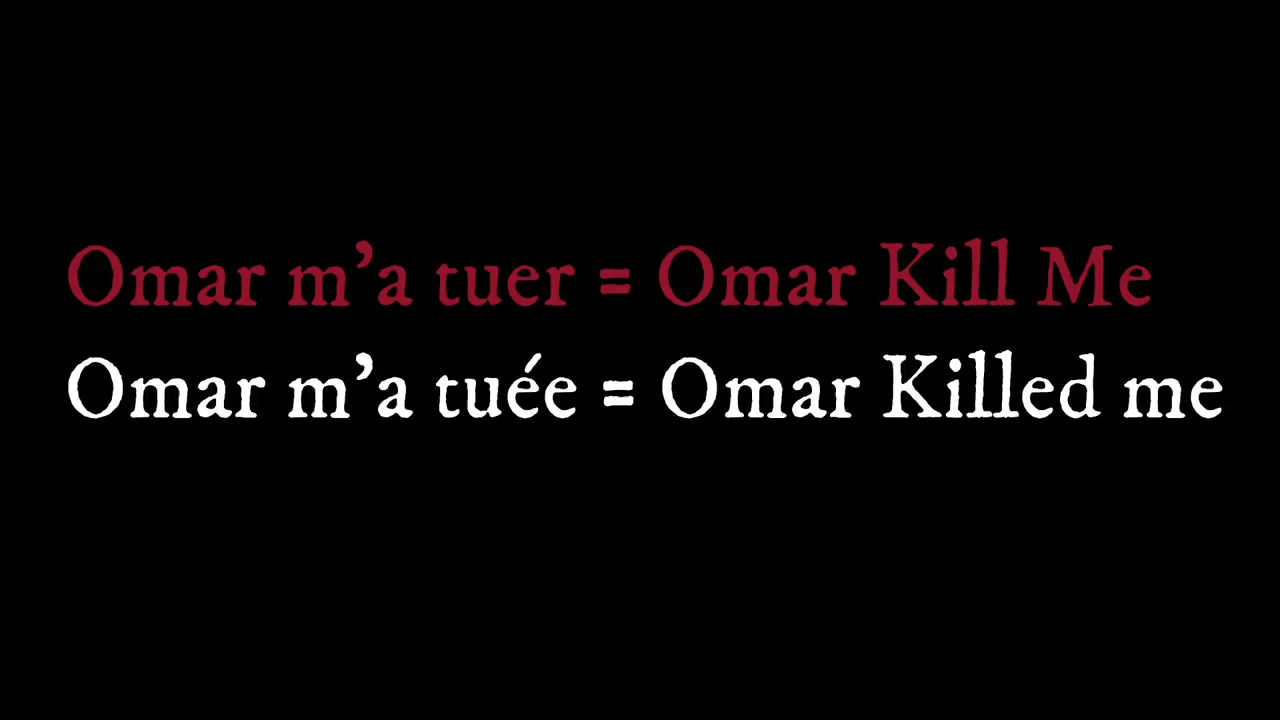 Omar m’a tuer = Omar Kill Me
Omar m’a tuée = Omar Killed me